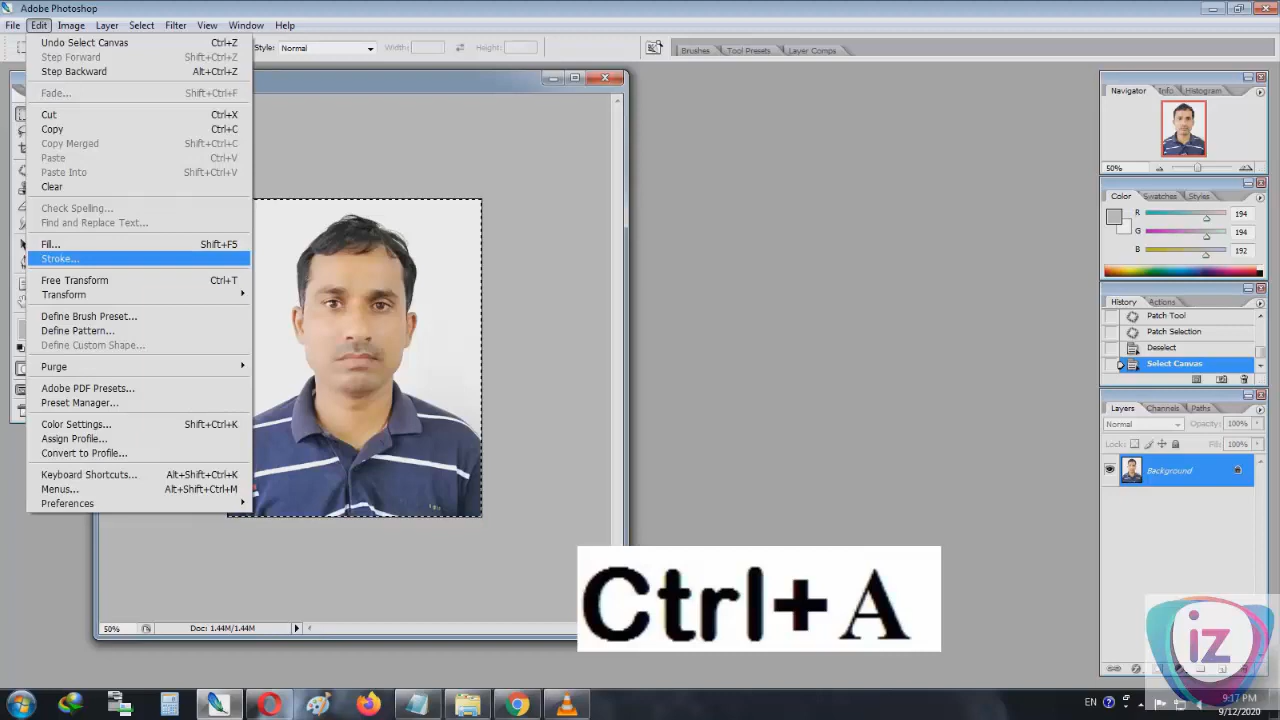 Adobe Photoshop
File Edit Image Layer Select Filter View Window Help
Style: Normal Width: Height: Brushes Tool Presets Layer Comps
Undo Select Canvas Ctrl+Z
Step Forward Shift+Ctrl+Z
Step Backward Alt+Ctrl+Z
Fade... Shift+Ctrl+F
Cut Ctrl+X
Copy Ctrl+C
Copy Merged Shift+Ctrl+C
Paste Ctrl+V
Paste Into Shift+Ctrl+V
Clear
Check Spelling...
Find and Replace Text...
Fill... Shift+F5
Stroke...
Free Transform Ctrl+T
Transform
Define Brush Preset...
Define Pattern...
Define Custom Shape...
Purge
Adobe PDF Presets...
Preset Manager...
Color Settings... Shift+Ctrl+K
Assign Profile...
Convert to Profile...
Keyboard Shortcuts... Alt+Shift+Ctrl+K
Menus... Alt+Shift+Ctrl+M
Preferences
Navigator Info Histogram
50%
Color Swatches Styles
R 194
G 194
B 192
History Actions
Patch Tool
Patch Selection
Deselect
Select Canvas
Layers Channels Paths
Normal Opacity: 100%
Lock: Fill: 100%
Background
Ctrl+A
50% Doc: 1.44M/1.44M
iz
EN 9:37 PM
9/12/2020